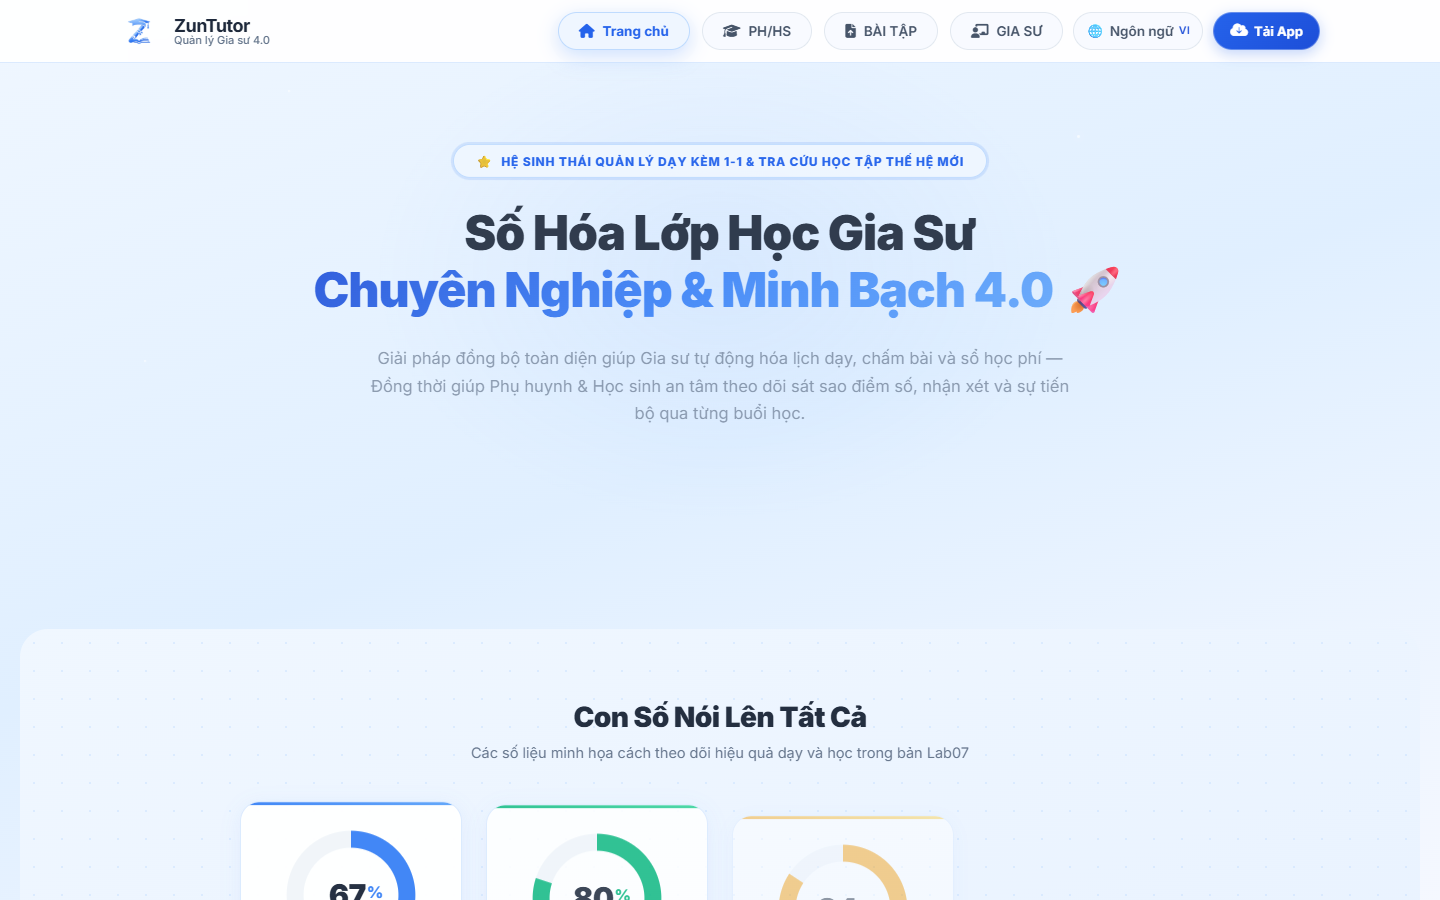 ZunTutor
Quản lý Gia sư 4.0
Trang chủ
PH/HS
BÀI TẬP
GIA SƯ
Ngôn ngữ VI
Tải App
HỆ SINH THÁI QUẢN LÝ DẠY KÈM 1-1 & TRA CỨU HỌC TẬP THẾ HỆ MỚI
Số Hóa Lớp Học Gia Sư
Chuyên Nghiệp & Minh Bạch 4.0 🚀
Giải pháp đồng bộ toàn diện giúp Gia sư tự động hóa lịch dạy, chấm bài và sổ học phí —
Đồng thời giúp Phụ huynh & Học sinh an tâm theo dõi sát sao điểm số, nhận xét và sự tiến
bộ qua từng buổi học.
Con Số Nói Lên Tất Cả
Các số liệu minh họa cách theo dõi hiệu quả dạy và học trong bản Lab07
67%
80%